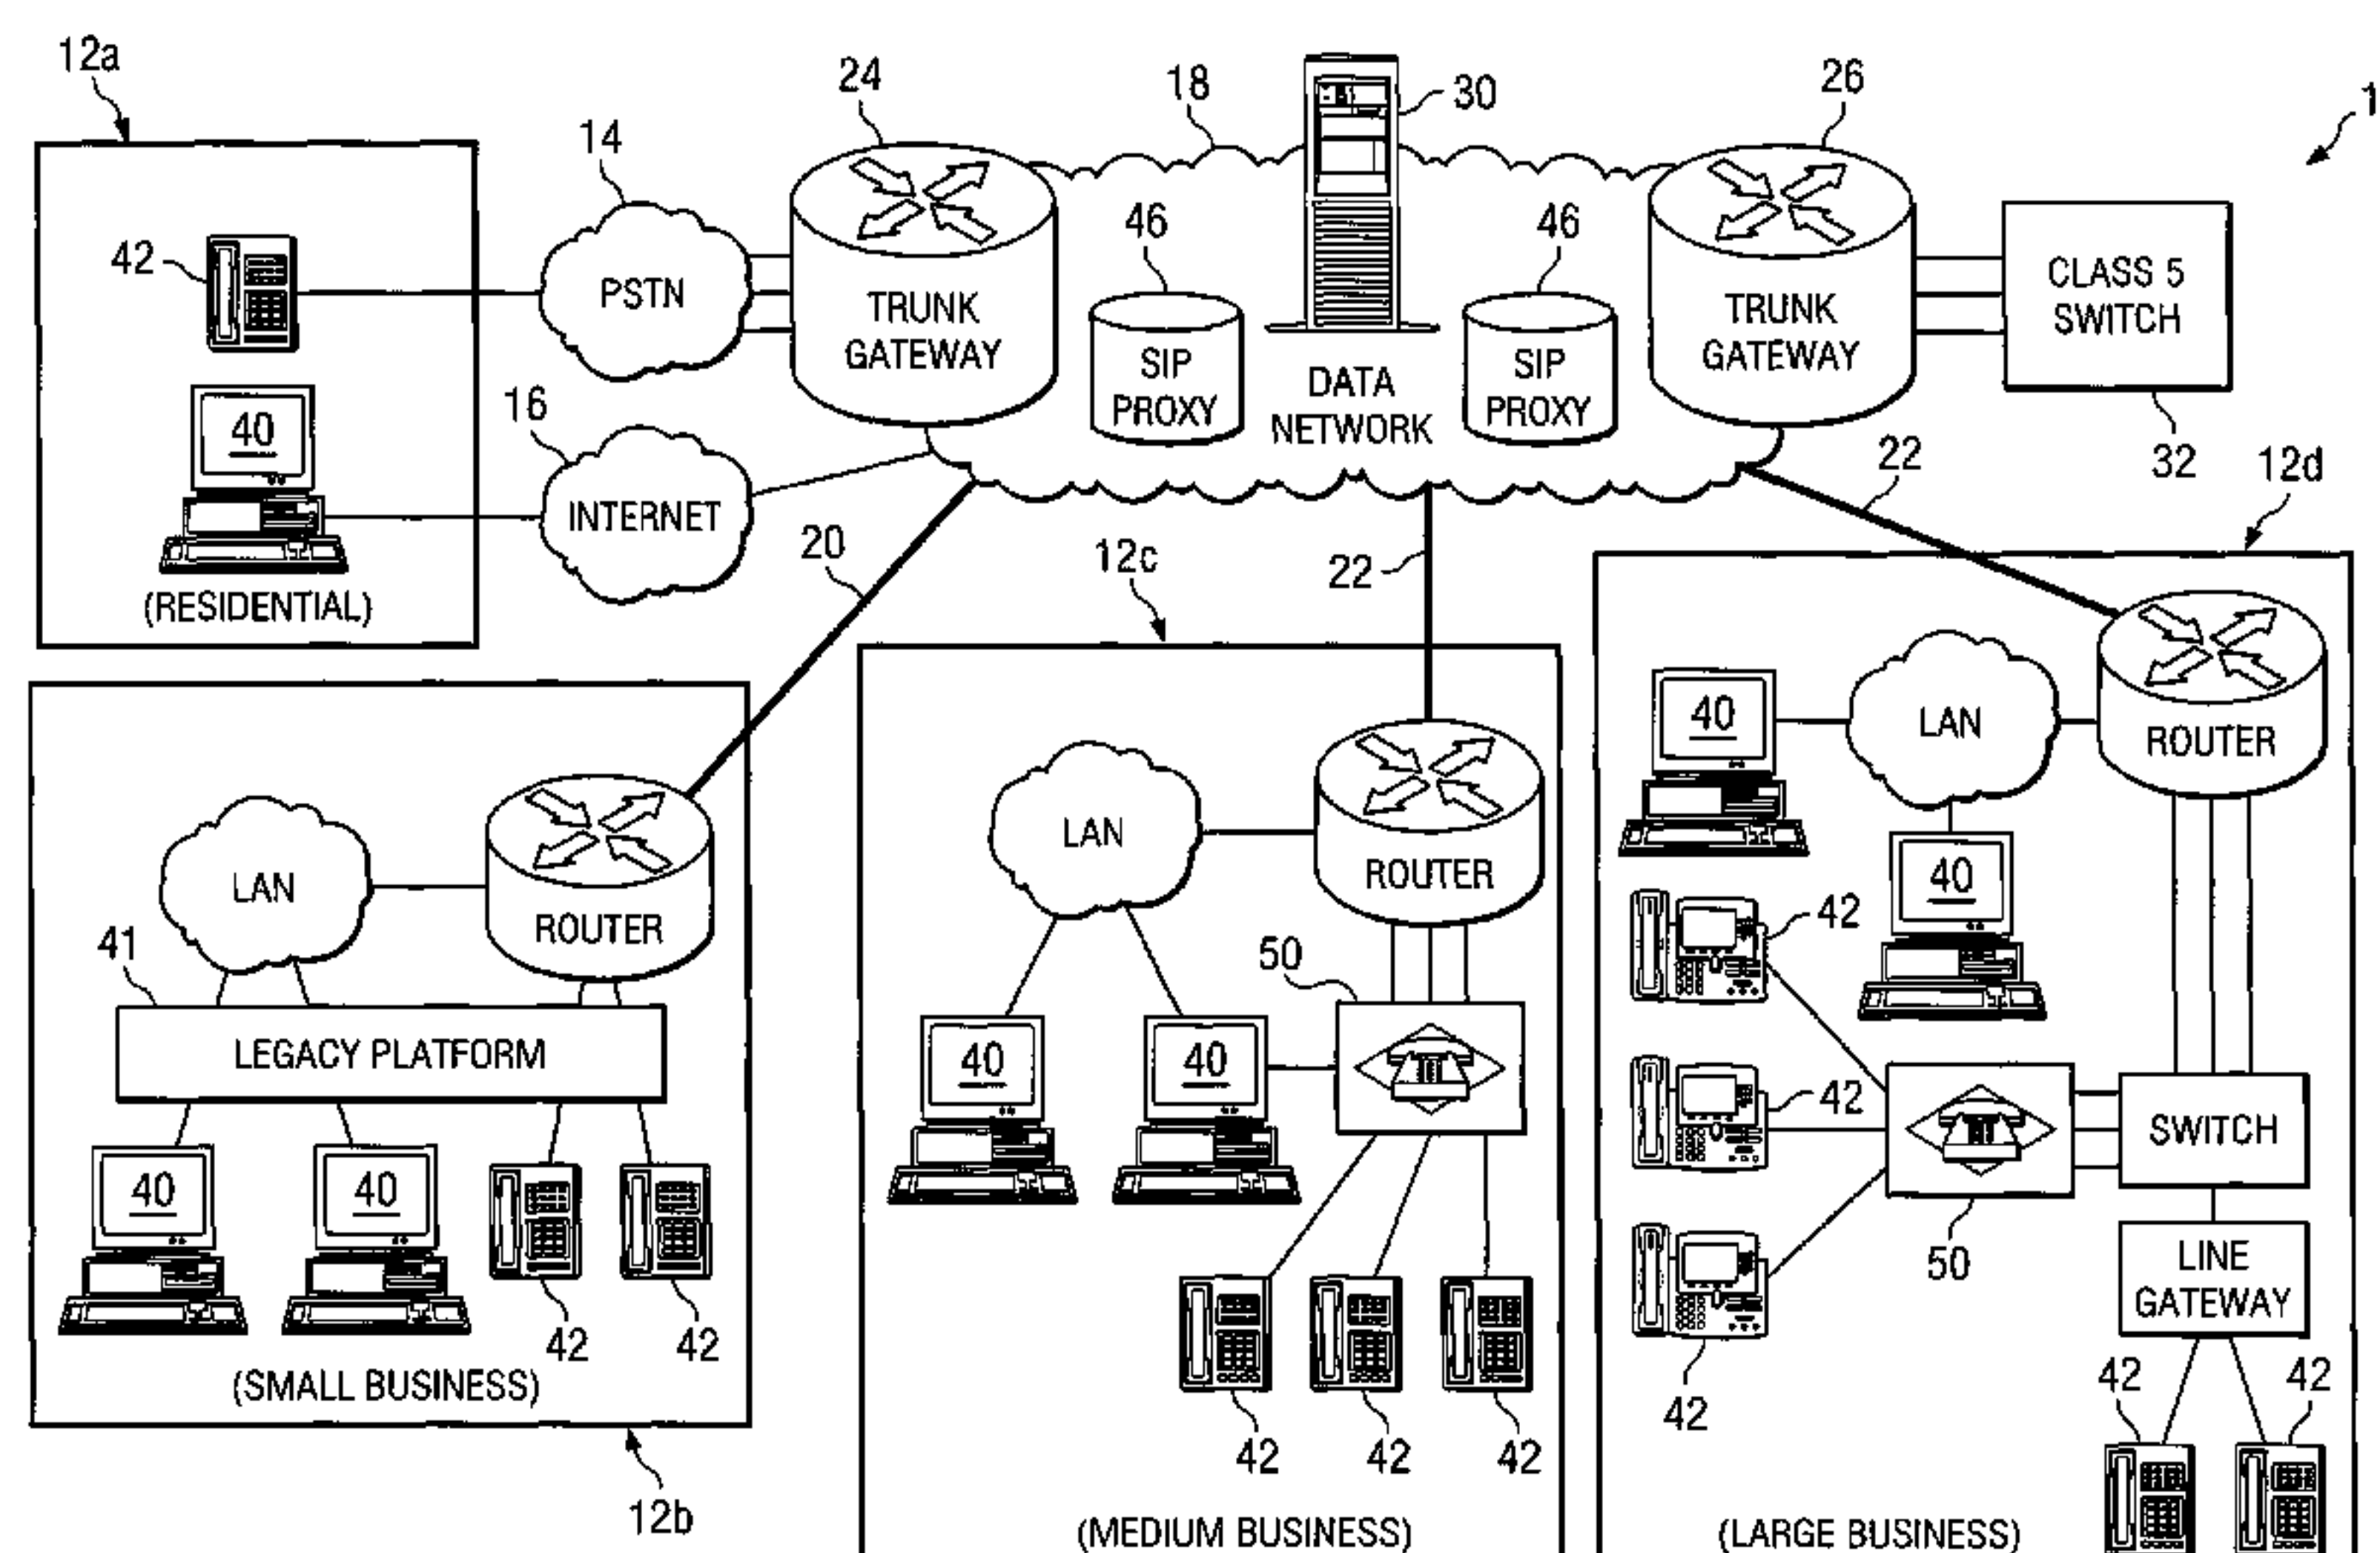 12a
24
18
30
26
1
14
46
46
42
PSTN
TRUNK
GATEWAY
SIP
PROXY
DATA
NETWORK
SIP
PROXY
TRUNK
GATEWAY
CLASS 5
SWITCH
32
40
16
INTERNET
(RESIDENTIAL)
20
12c
22
22
12d
LAN
ROUTER
41
LEGACY PLATFORM
40
40
42
42
(SMALL BUSINESS)
12b
LAN
ROUTER
50
40
40
42
42
42
(MEDIUM BUSINESS)
40
LAN
ROUTER
40
42
42
42
50
SWITCH
LINE
GATEWAY
42
42
(LARGE BUSINESS)